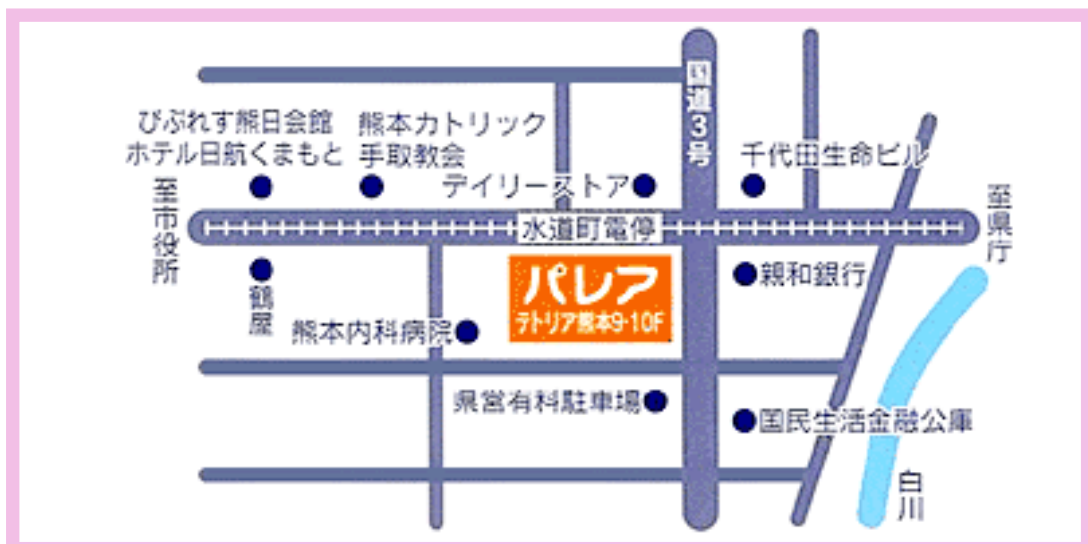 国道3号
びぷれす熊日会館
ホテル日航くまもと
熊本カトリック
手取教会
デイリーストア
千代田生命ビル
至市役所
水道町電停
至県庁
鶴屋
パレア
テトリア熊本9・10F
親和銀行
熊本内科病院
県営有料駐車場
国民生活金融公庫
白川